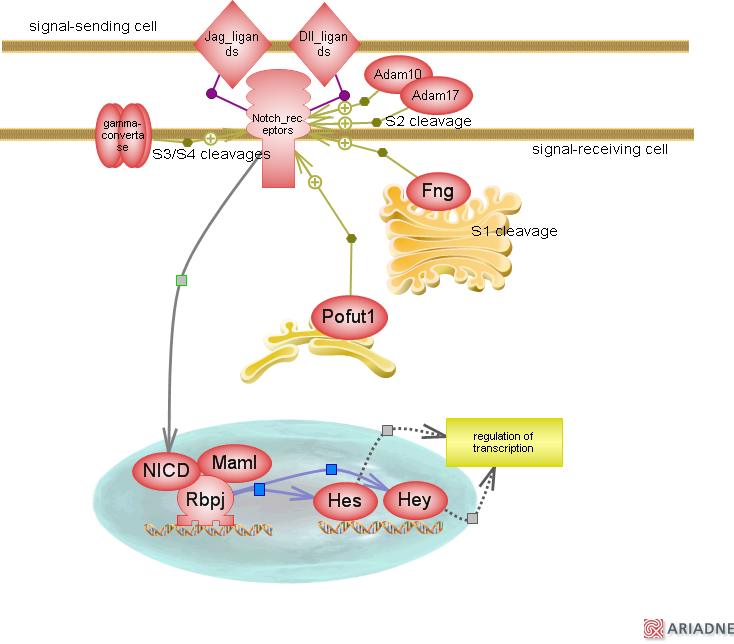 signal-sending cell
Jag_ligan
ds
Dll_ligan
ds
Adam10
Adam17
Notch_rec
eptors
gamma-
converta
se
S2 cleavage
S3/S4 cleavages
signal-receiving cell
Fng
S1 cleavage
Pofut1
regulation of
transcription
NICD
Maml
Rbpj
Hes
Hey
ARIADNE